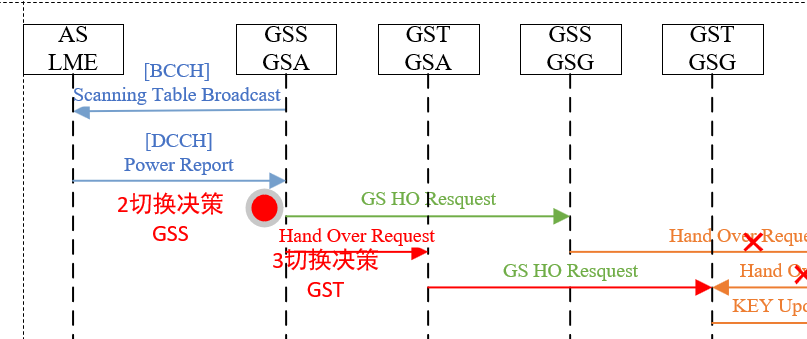 AS
LME
GSS
GSA
GST
GSA
GSS
GSG
GST
GSG
[BCCH]
Scanning Table Broadcast
[DCCH]
Power Report
2切换决策
GSS
GS HO Resquest
Hand Over Request
Hand Over Reque
3切换决策
GST
GS HO Resquest
Hand O
KEY Upd